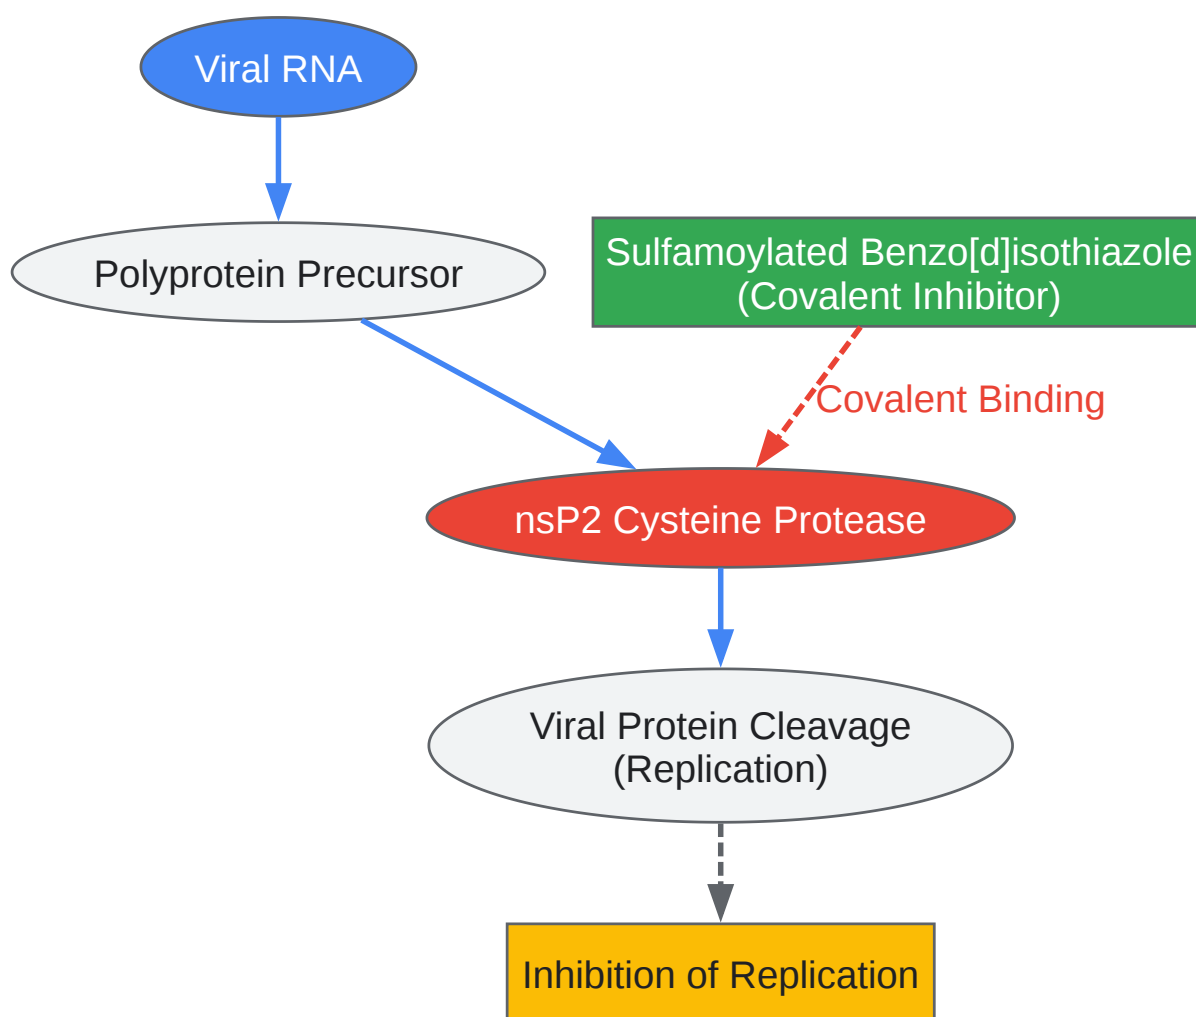 Viral RNA
Polyprotein Precursor
Sulfamoylated Benzo[d]isothiazole
(Covalent Inhibitor)
Covalent Binding
nsP2 Cysteine Protease
Viral Protein Cleavage
(Replication)
Inhibition of Replication